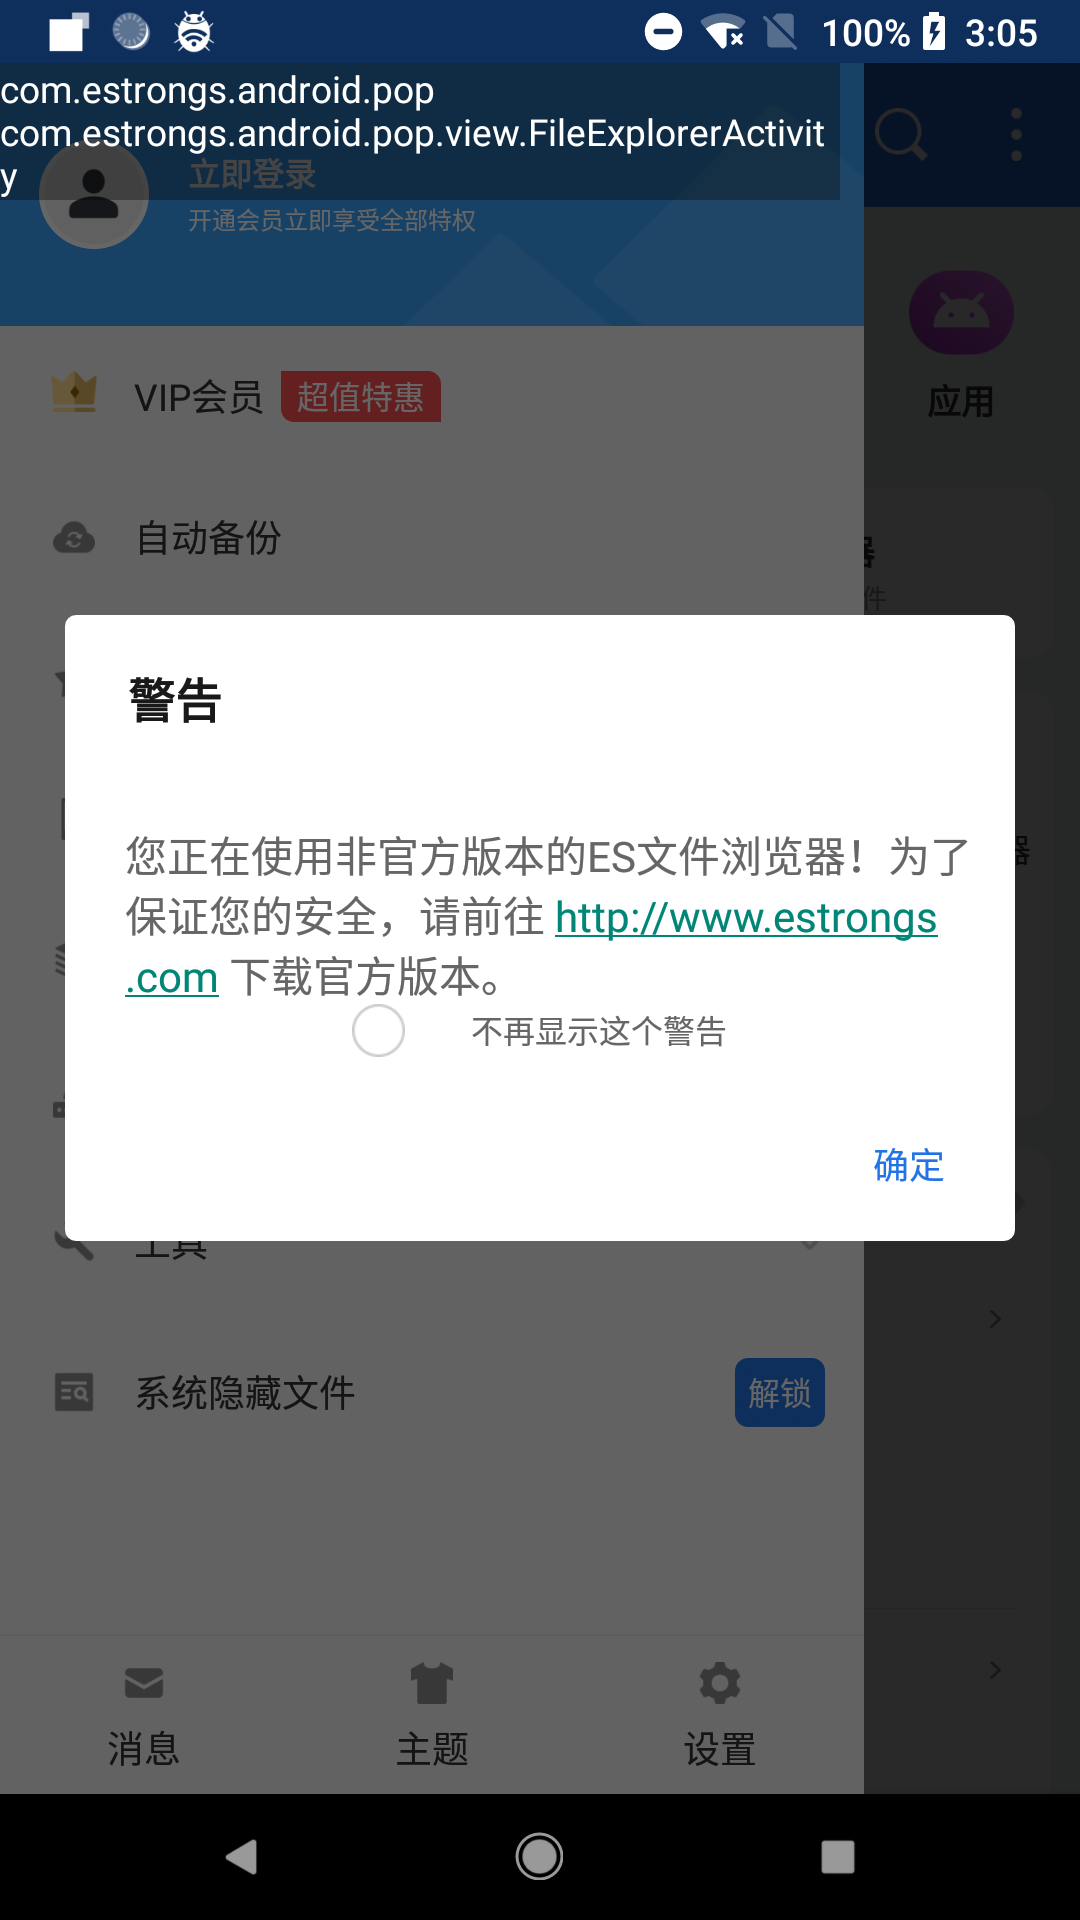 100% 3:05
com.estrongs.android.pop
com.estrongs.android.pop.view.FileExplorerActivit
y
立即登录
开通会员立即享受全部特权
VIP会员 超值特惠
应用
自动备份
器
件
警告
您正在使用非官方版本的ES文件浏览器！为了
保证您的安全，请前往 http://www.estrongs
.com 下载官方版本。
器
不再显示这个警告
确定
工具
系统隐藏文件 解锁
消息 主题 设置